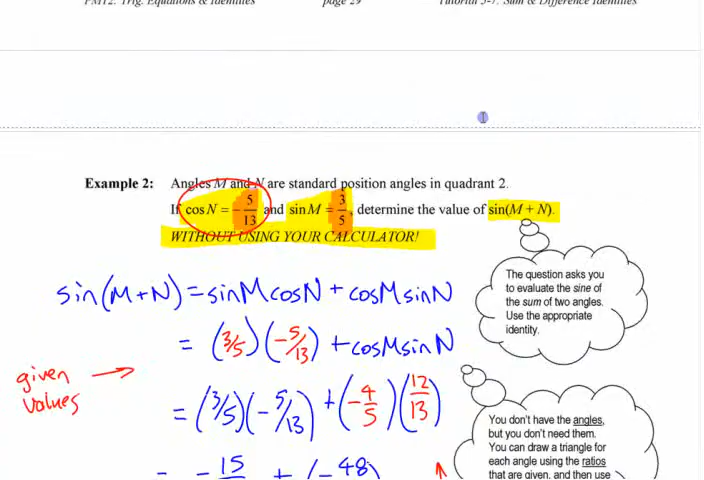 PM12: Trig. Equations & Identities page 29 Tutorial 5-7: Sum & Difference Identities
Example 2: Angles M and N are standard position angles in quadrant 2.
If cos N = -5/13 and sin M = 3/5, determine the value of sin(M + N).
WITHOUT USING YOUR CALCULATOR!
The question asks you
to evaluate the sine of
the sum of two angles.
Use the appropriate
identity.
sin(M+N) = sinMcosN + cosMsinN
= (3/5)(-5/13) + cosMsinN
given
values
= (3/5)(-5/13) + (-4/5)(12/13)
You don't have the angles,
but you don't need them.
You can draw a triangle for
each angle using the ratios
that are given, and then use
= -15 + (-48)